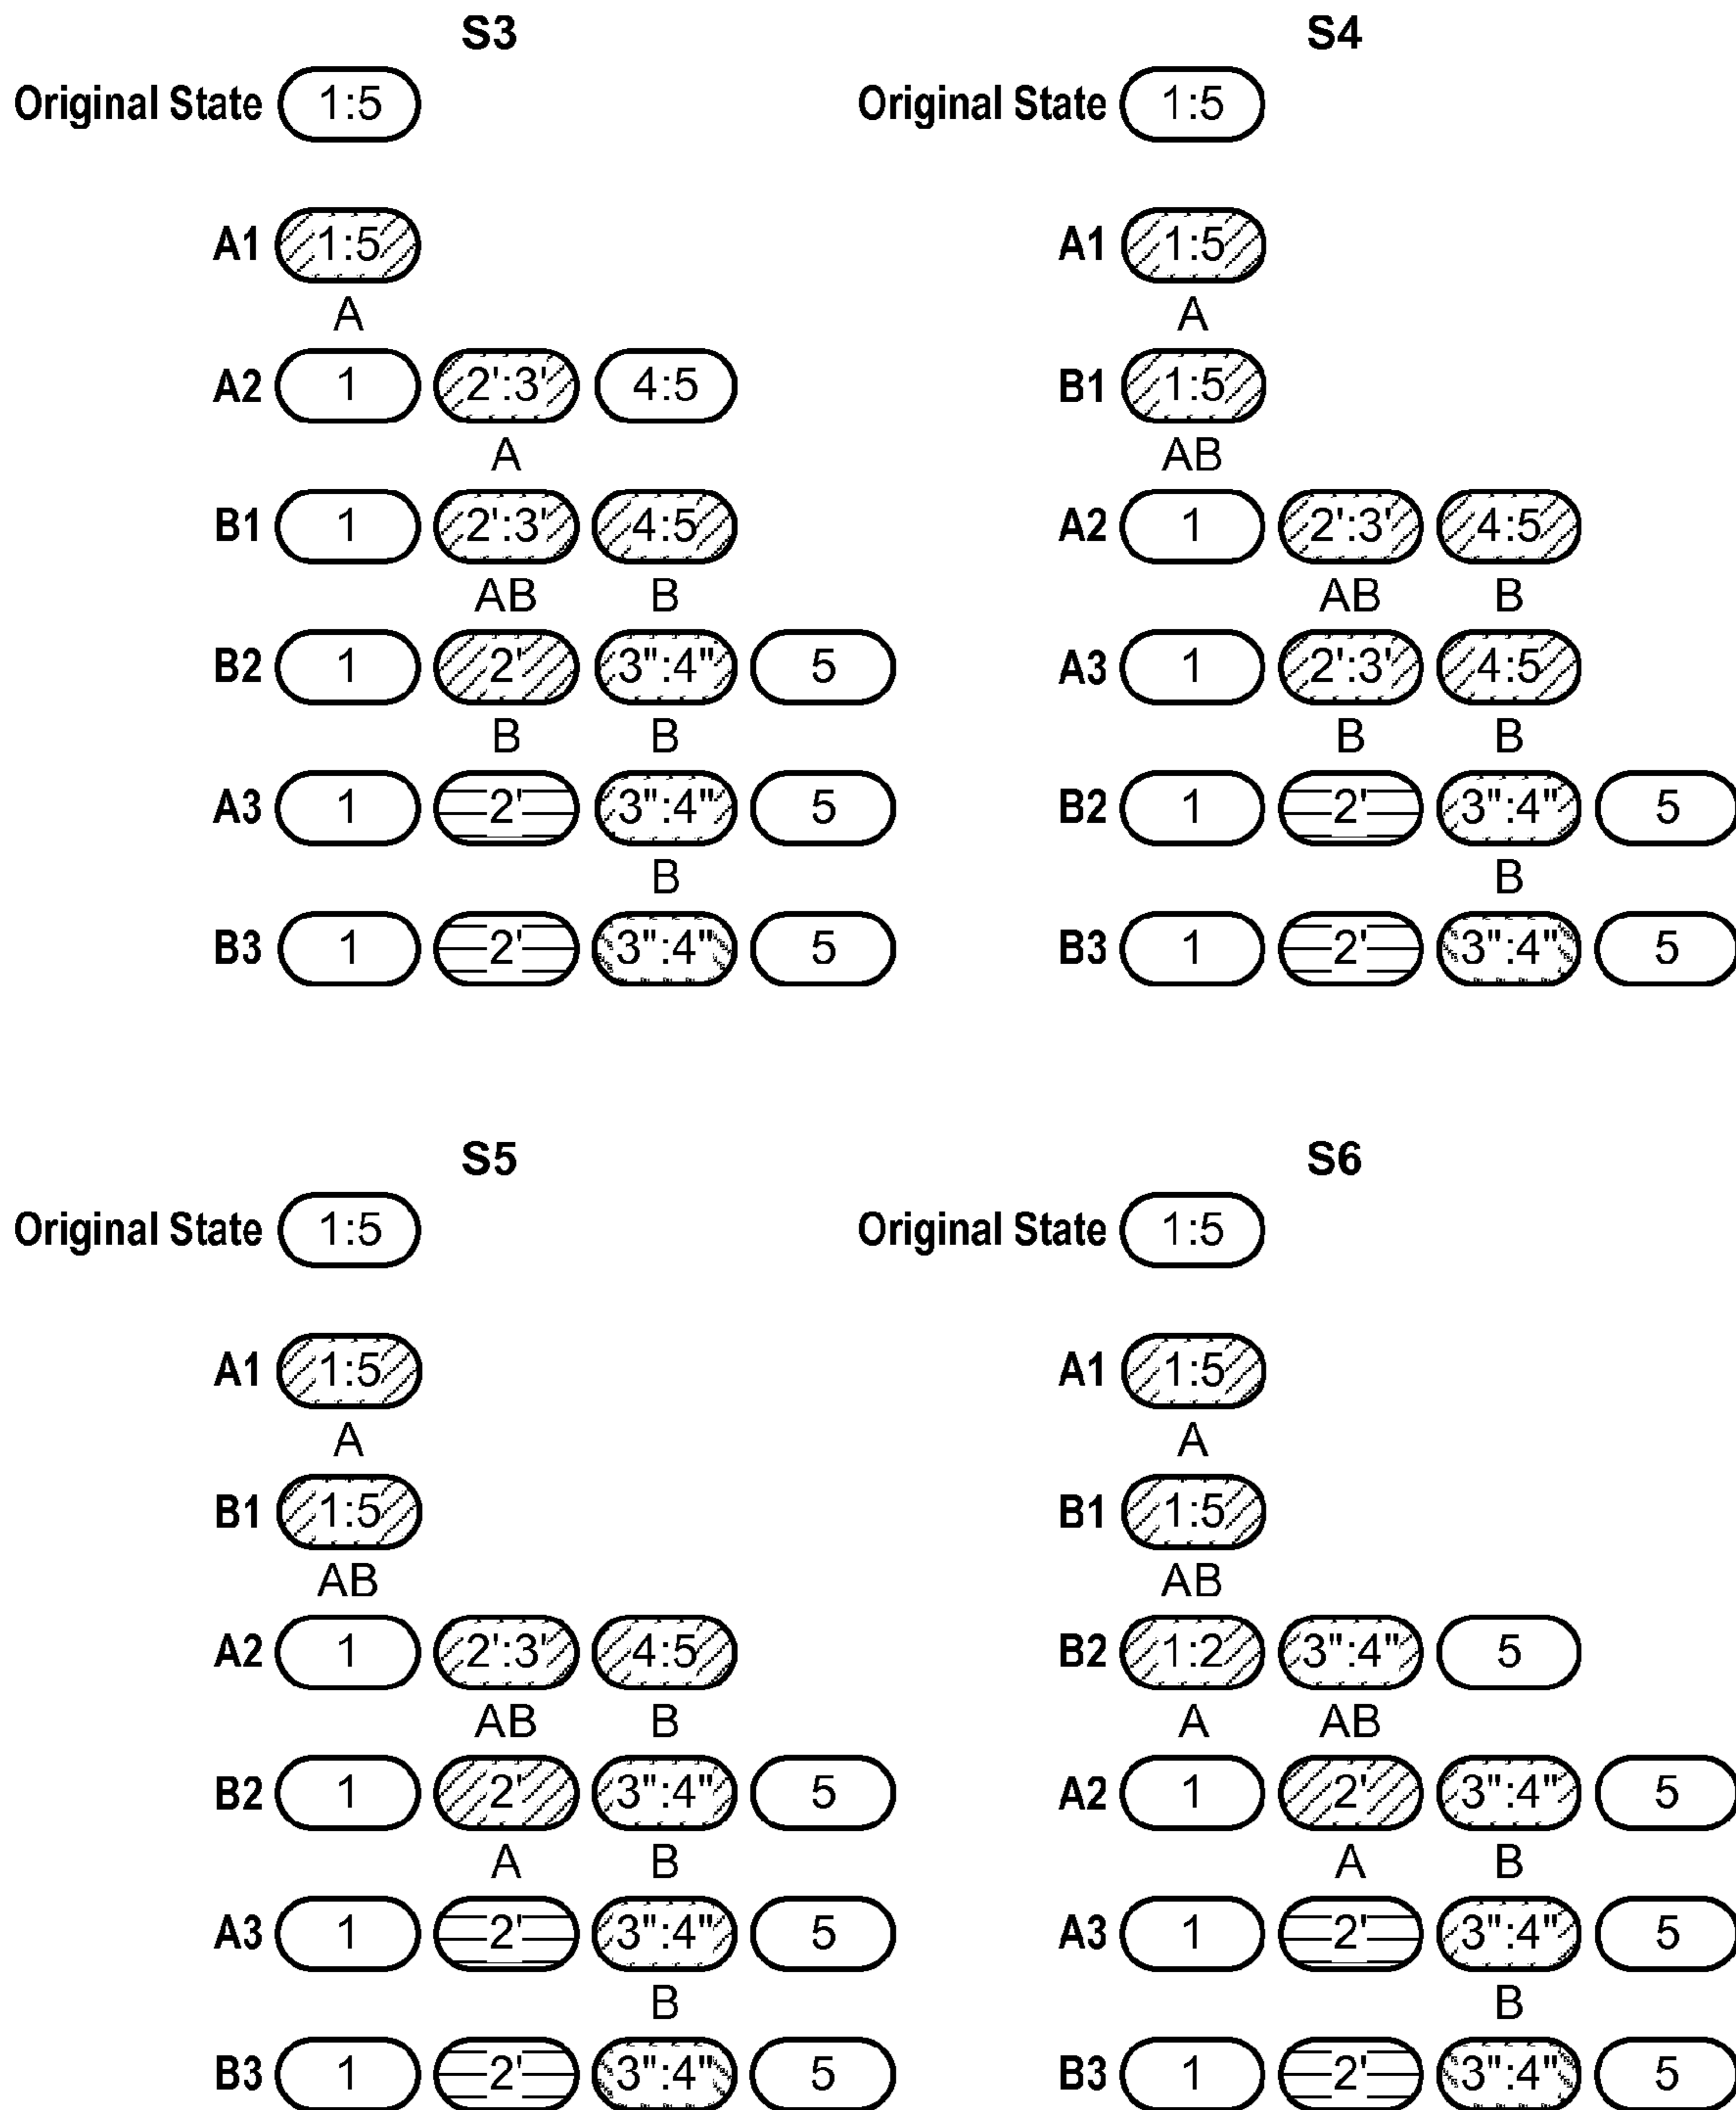 S3
Original State 1:5
A1 1:5
A
A2 1 2':3' 4:5
A
B1 1 2':3' 4:5
AB B
B2 1 2' 3":4" 5
B B
A3 1 2' 3":4" 5
B
B3 1 2' 3":4" 5
S4
Original State 1:5
A1 1:5
A
B1 1:5
AB
A2 1 2':3' 4:5
AB B
A3 1 2':3' 4:5
B B
B2 1 2' 3":4" 5
B
B3 1 2' 3":4" 5
S5
Original State 1:5
A1 1:5
A
B1 1:5
AB
A2 1 2':3' 4:5
AB B
B2 1 2' 3":4" 5
A B
A3 1 2' 3":4" 5
B
B3 1 2' 3":4" 5
S6
Original State 1:5
A1 1:5
A
B1 1:5
AB
B2 1:2 3":4" 5
A AB
A2 1 2' 3":4" 5
A B
A3 1 2' 3":4" 5
B
B3 1 2' 3":4" 5